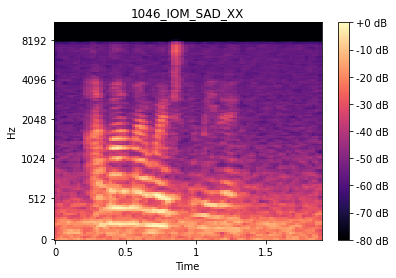 1046_IOM_SAD_XX
8192
4096
2048
1024
512
0
Hz
0
0.5
1
1.5
Time
+0 dB
-10 dB
-20 dB
-30 dB
-40 dB
-50 dB
-60 dB
-70 dB
-80 dB